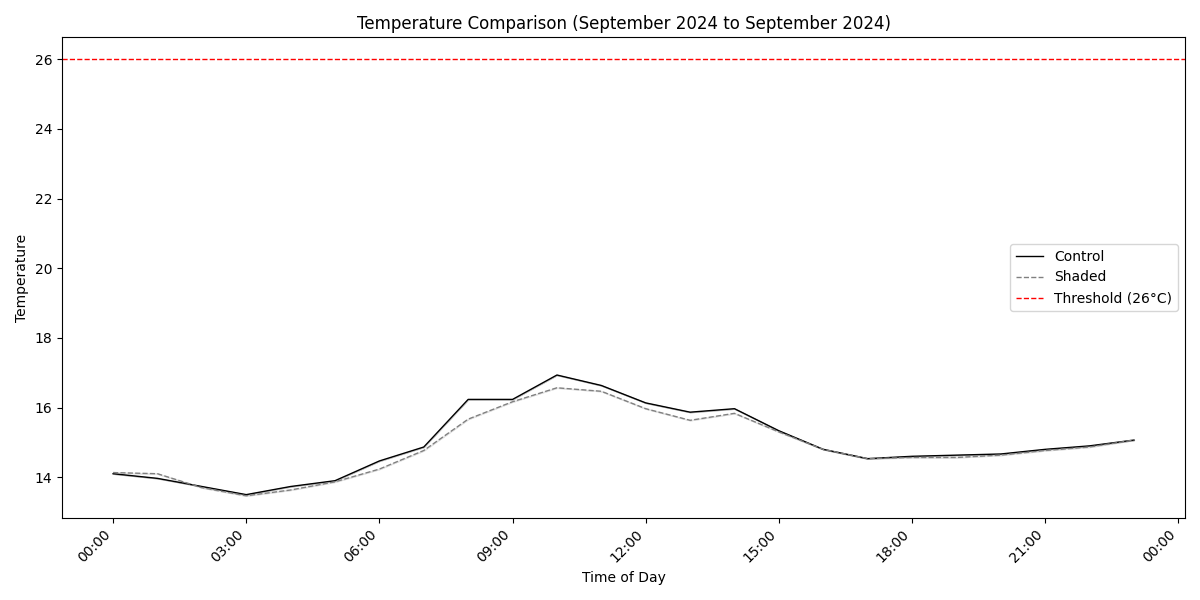 Temperature Comparison (September 2024 to September 2024)
26
24
22
20
18
16
14
Temperature
Control
Shaded
Threshold (26°C)
00:00
03:00
06:00
09:00
12:00
15:00
18:00
21:00
00:00
Time of Day